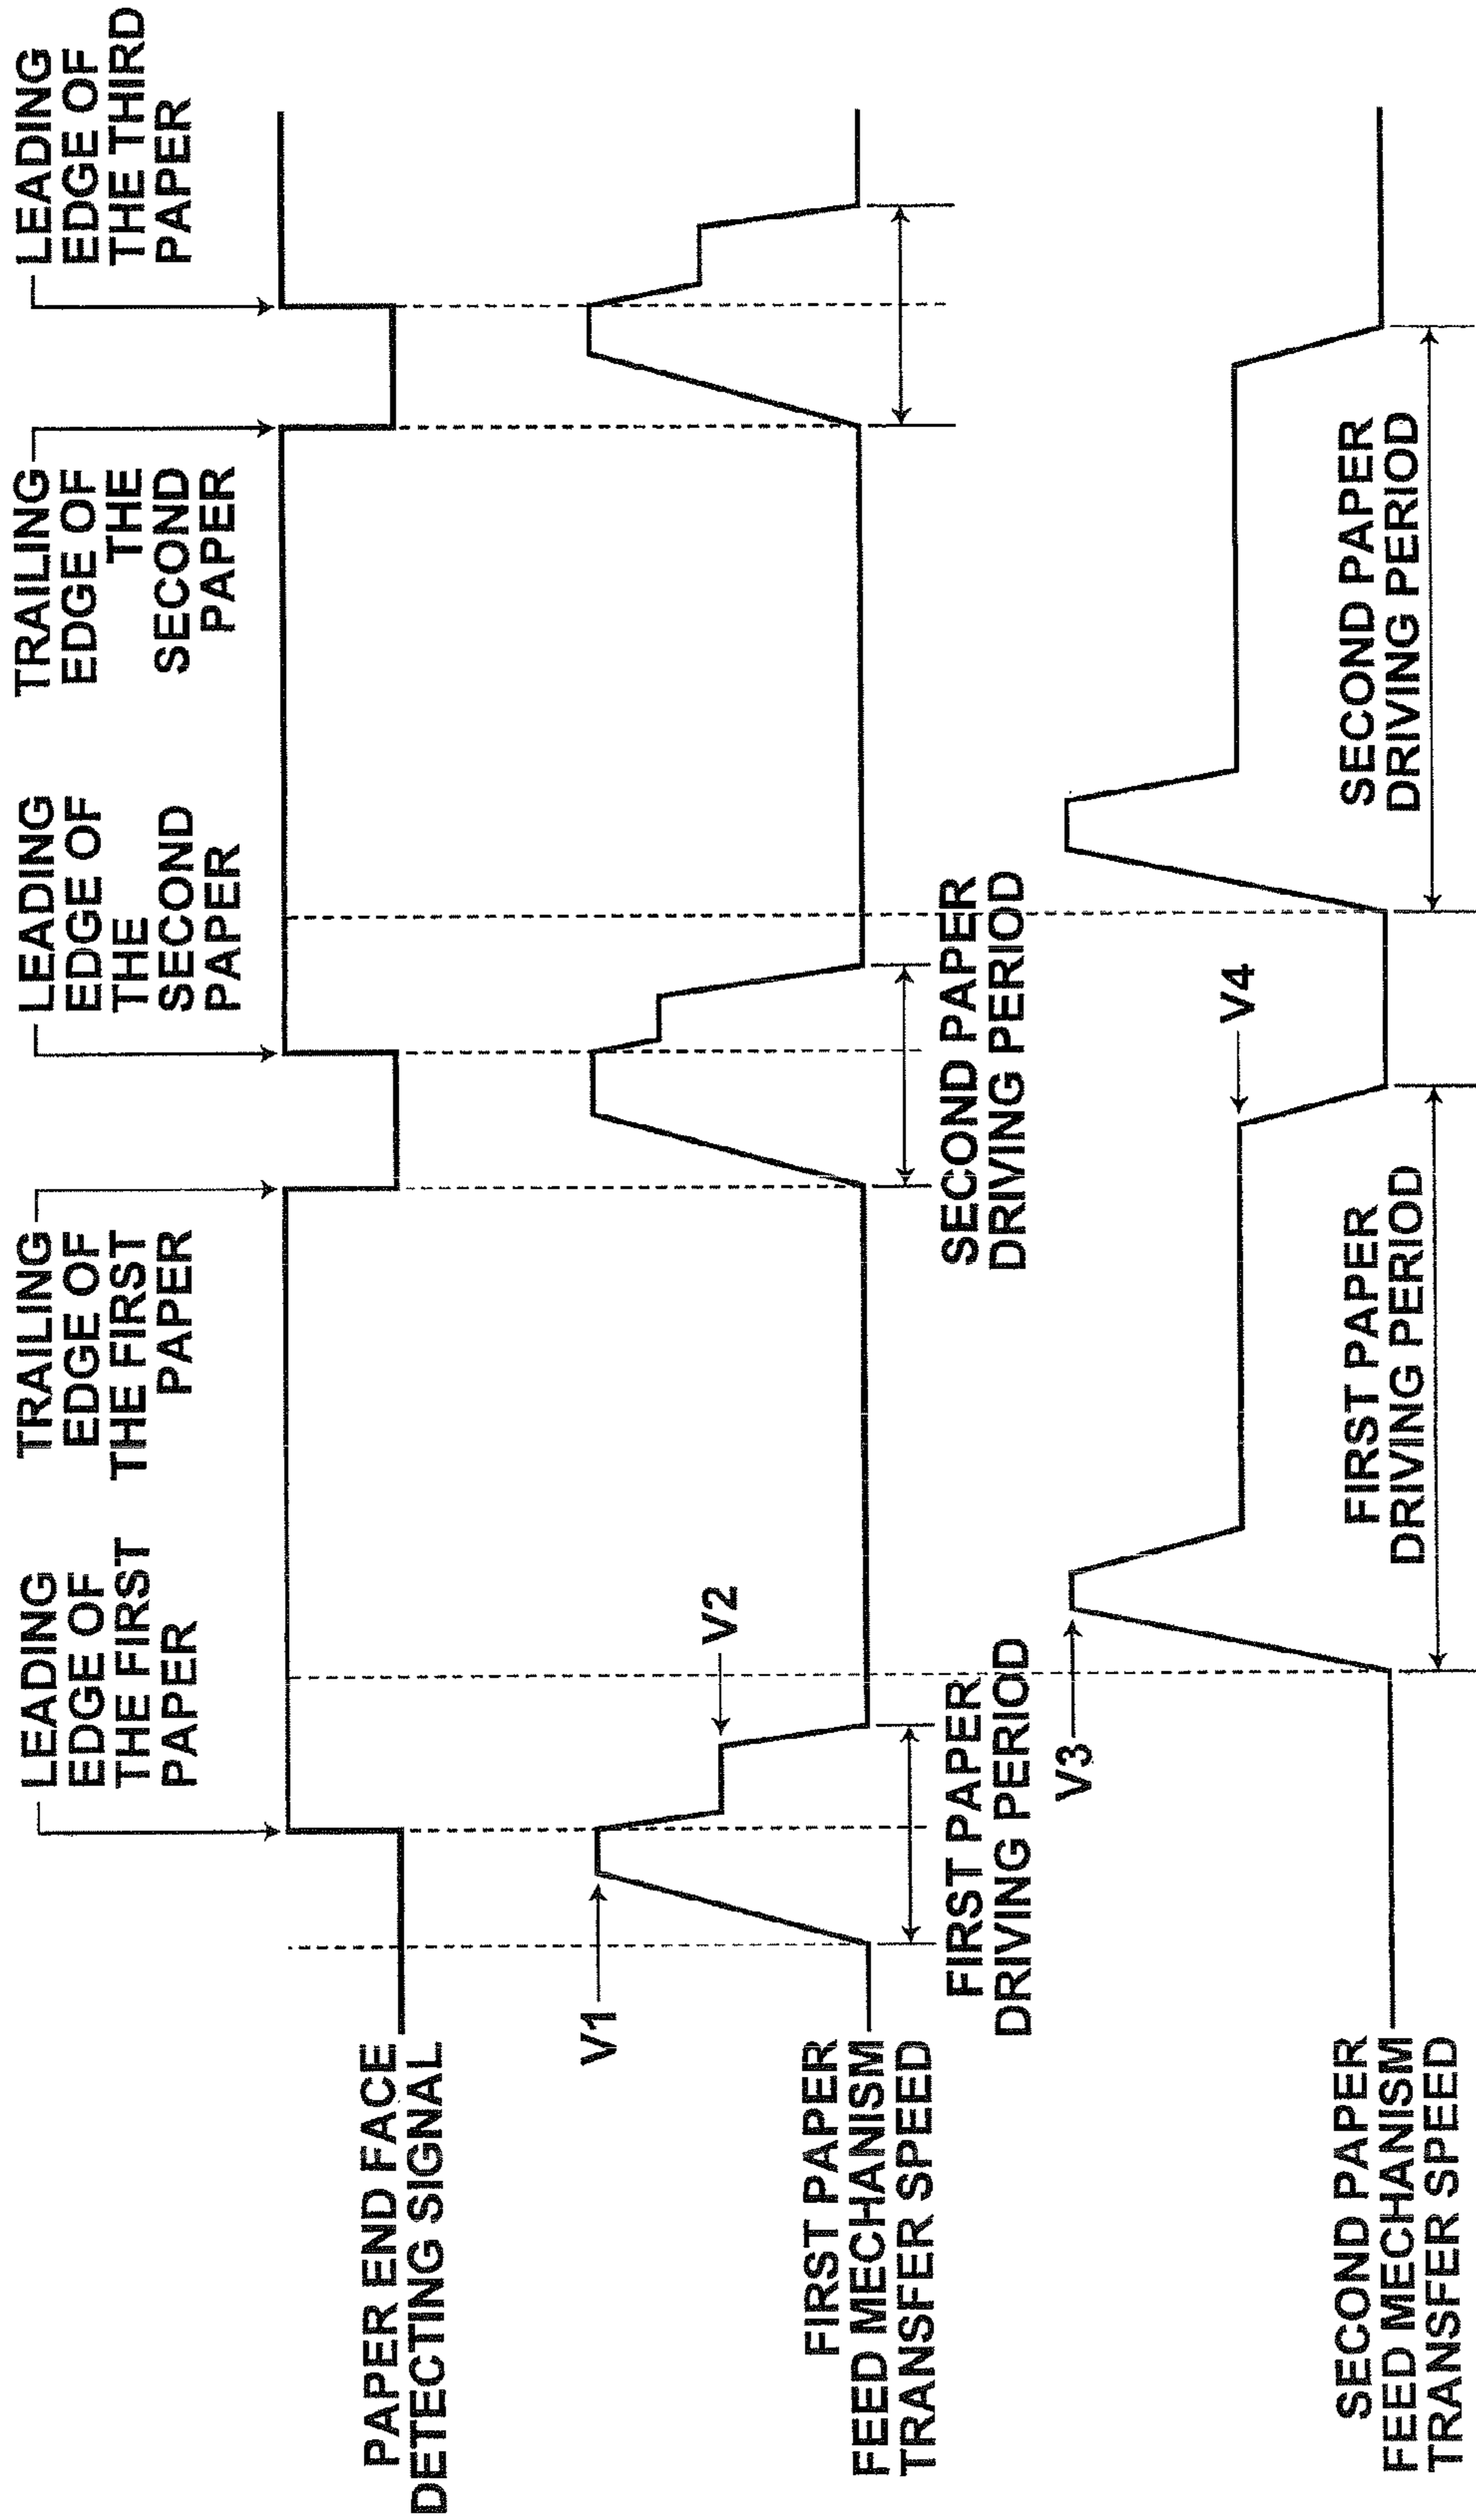 LEADING
EDGE OF
THE FIRST
PAPER
TRAILING
EDGE OF
THE FIRST
PAPER
LEADING
EDGE OF
THE
SECOND
PAPER
TRAILING
EDGE OF
THE
SECOND
PAPER
LEADING
EDGE OF
THE THIRD
PAPER
PAPER END FACE
DETECTING SIGNAL
V1
V2
FIRST PAPER
FEED MECHANISM
TRANSFER SPEED
FIRST PAPER
DRIVING PERIOD
SECOND PAPER
DRIVING PERIOD
V3
V4
SECOND PAPER
FEED MECHANISM
TRANSFER SPEED
FIRST PAPER
DRIVING PERIOD
SECOND PAPER
DRIVING PERIOD